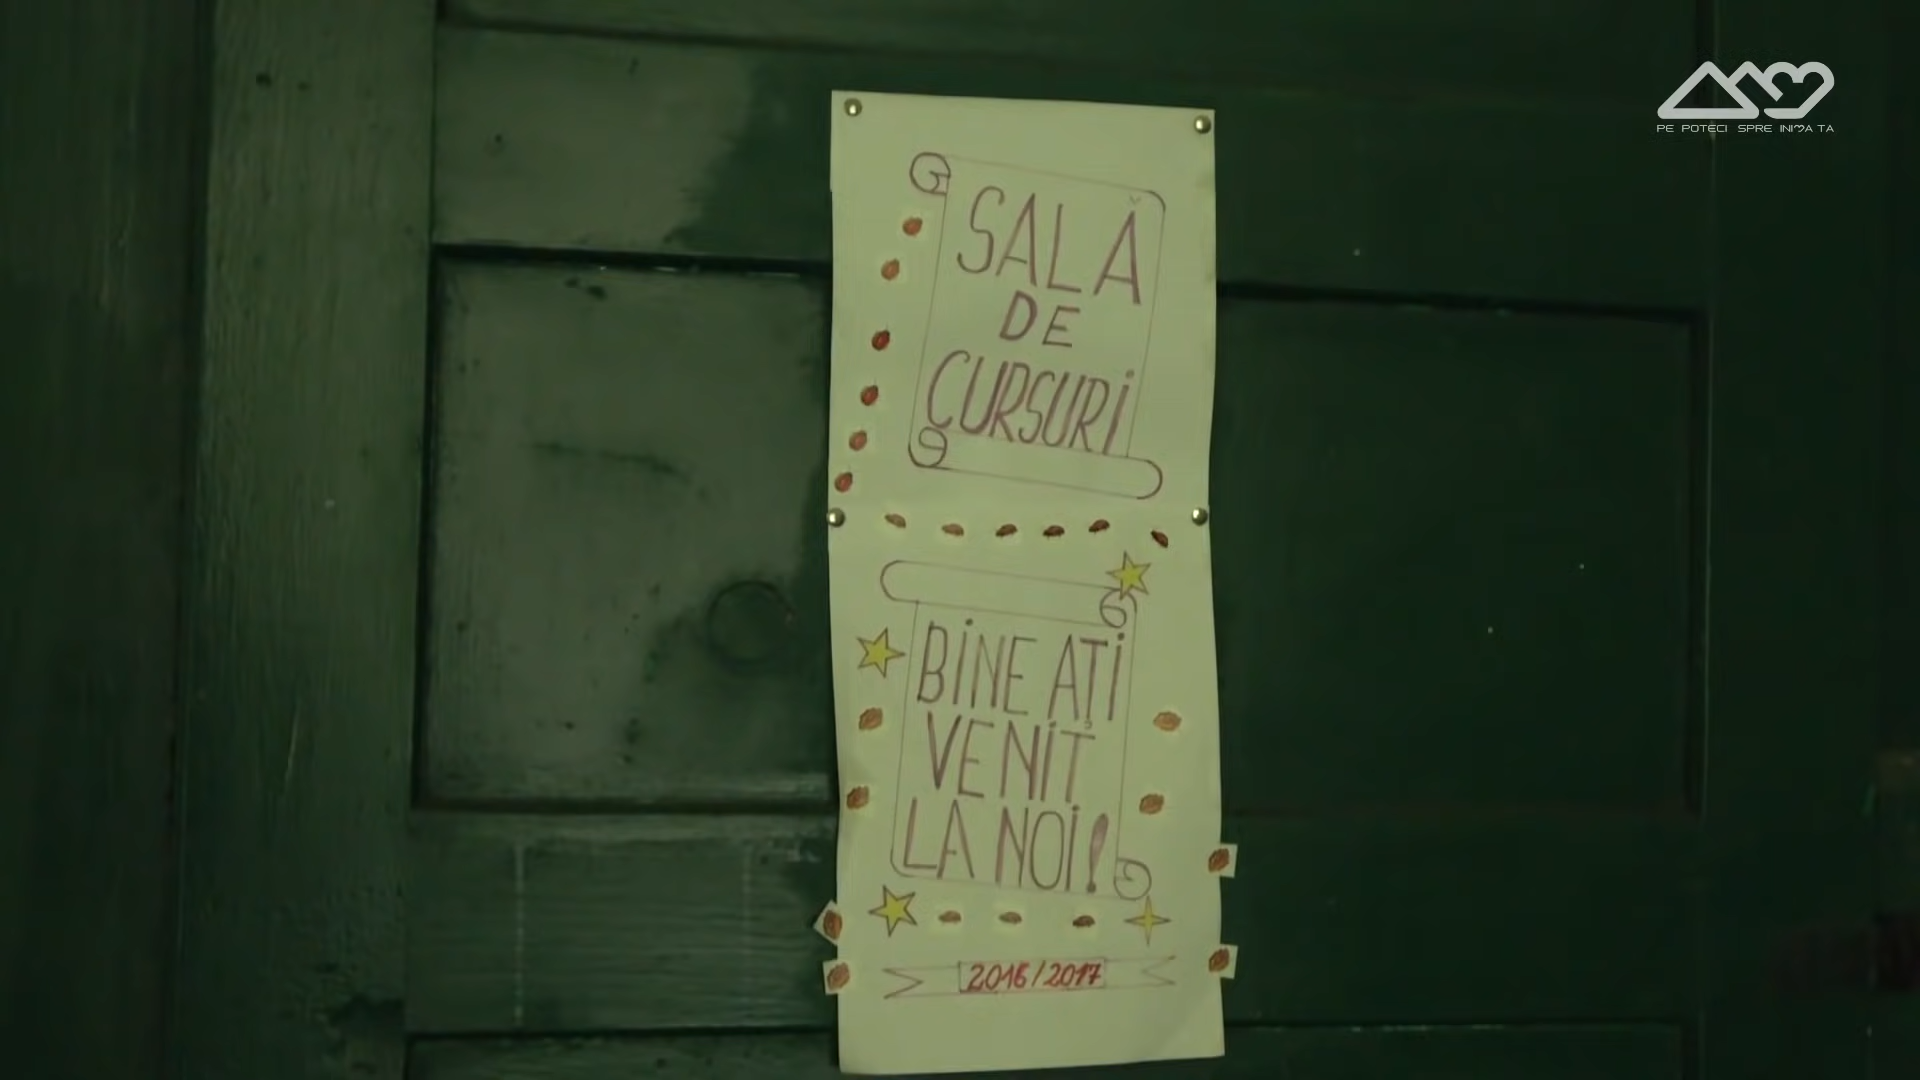 PE POTECI SPRE INIMA TA
SALĂ
DE
CURSURI
BINE AȚI
VENIT
LA NOI!
2016/2017